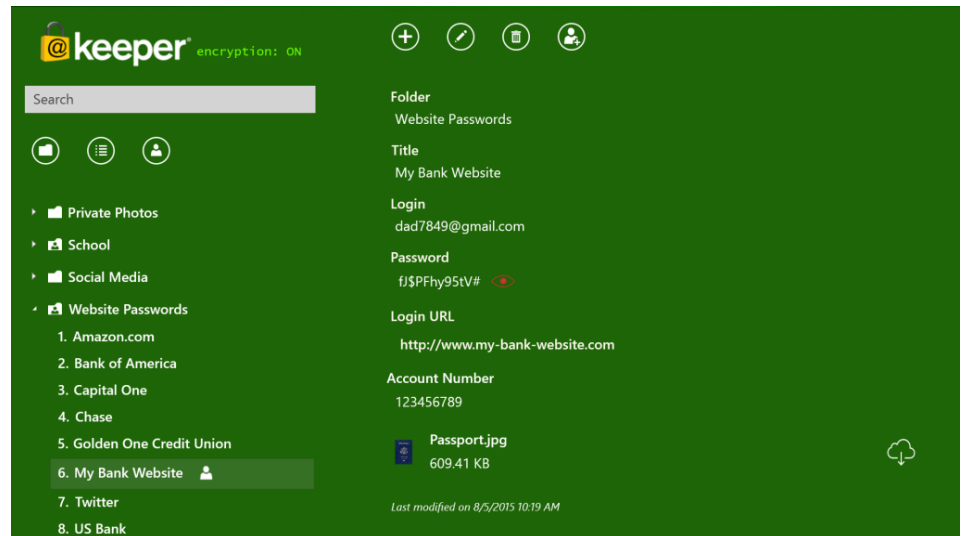 @keeper® encryption: ON
Search
Private Photos
School
Social Media
Website Passwords
1. Amazon.com
2. Bank of America
3. Capital One
4. Chase
5. Golden One Credit Union
6. My Bank Website
7. Twitter
8. US Bank
Folder
Website Passwords
Title
My Bank Website
Login
dad7849@gmail.com
Password
fJ$PFhy95tV#
Login URL
http://www.my-bank-website.com
Account Number
123456789
Passport.jpg
609.41 KB
Last modified on 8/5/2015 10:19 AM